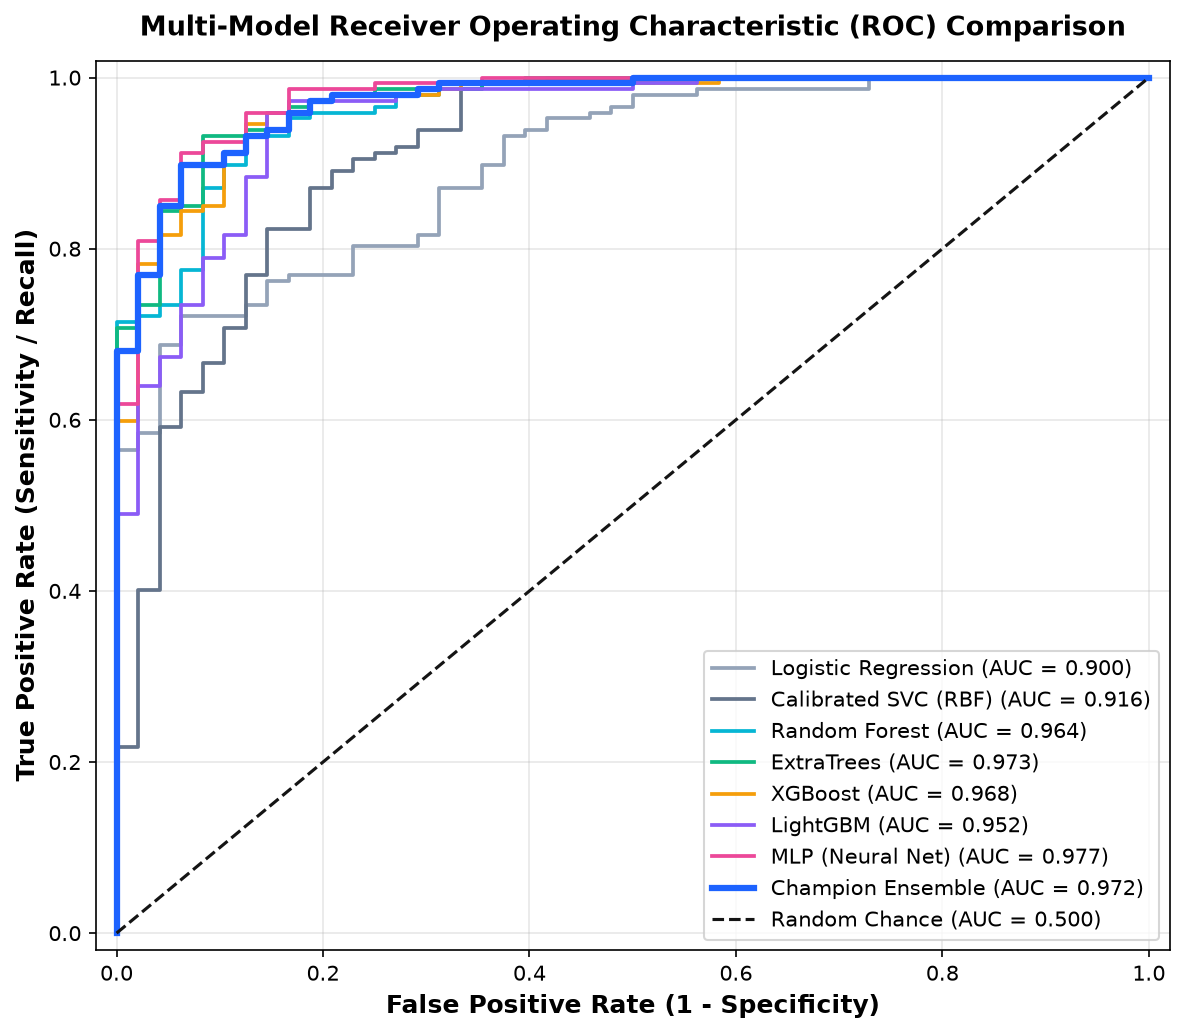 Multi-Model Receiver Operating Characteristic (ROC) Comparison
True Positive Rate (Sensitivity / Recall)
1.0
0.8
0.6
0.4
0.2
0.0
Logistic Regression (AUC = 0.900)
Calibrated SVC (RBF) (AUC = 0.916)
Random Forest (AUC = 0.964)
ExtraTrees (AUC = 0.973)
XGBoost (AUC = 0.968)
LightGBM (AUC = 0.952)
MLP (Neural Net) (AUC = 0.977)
Champion Ensemble (AUC = 0.972)
Random Chance (AUC = 0.500)
0.0 0.2 0.4 0.6 0.8 1.0
False Positive Rate (1 - Specificity)